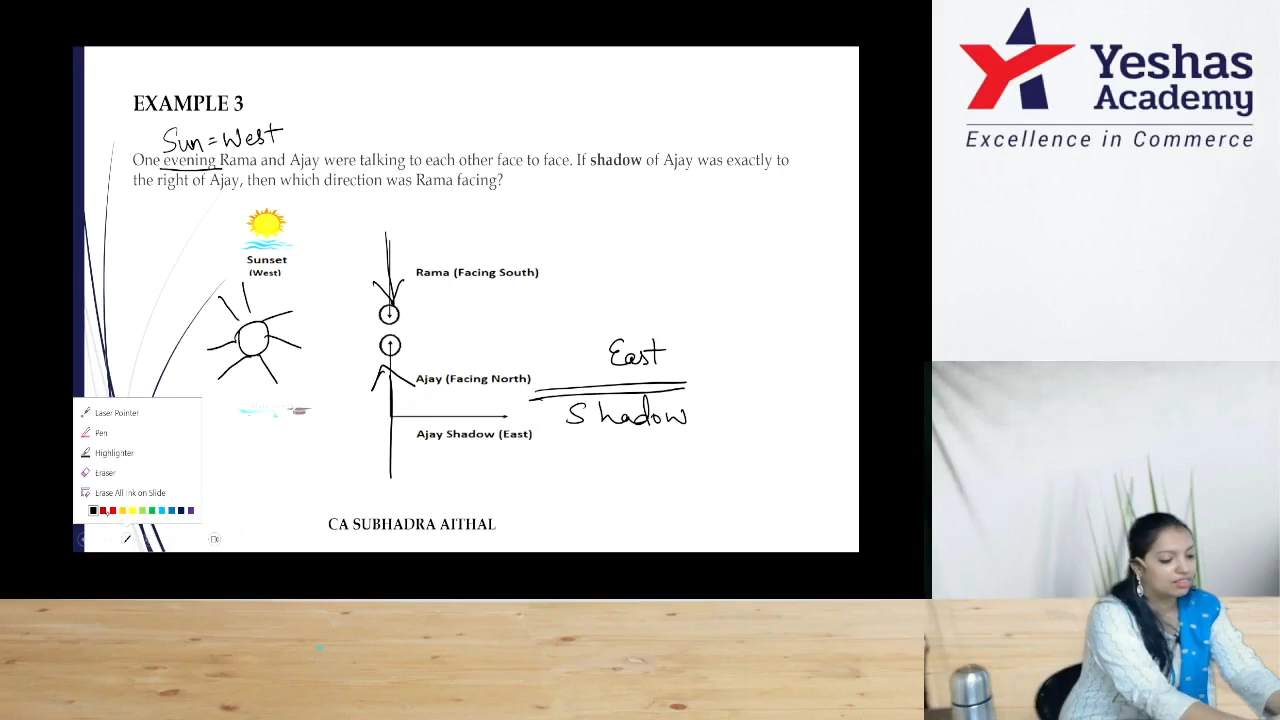 Yeshas
Academy
Excellence in Commerce
EXAMPLE 3
Sun = West
One evening Rama and Ajay were talking to each other face to face. If shadow of Ajay was exactly to
the right of Ajay, then which direction was Rama facing?
Sunset
(West)
Rama (Facing South)
East
Ajay (Facing North)
Shadow
Ajay Shadow (East)
Laser Pointer
Pen
Highlighter
Eraser
Erase All Ink on Slide
CA SUBHADRA AITHAL